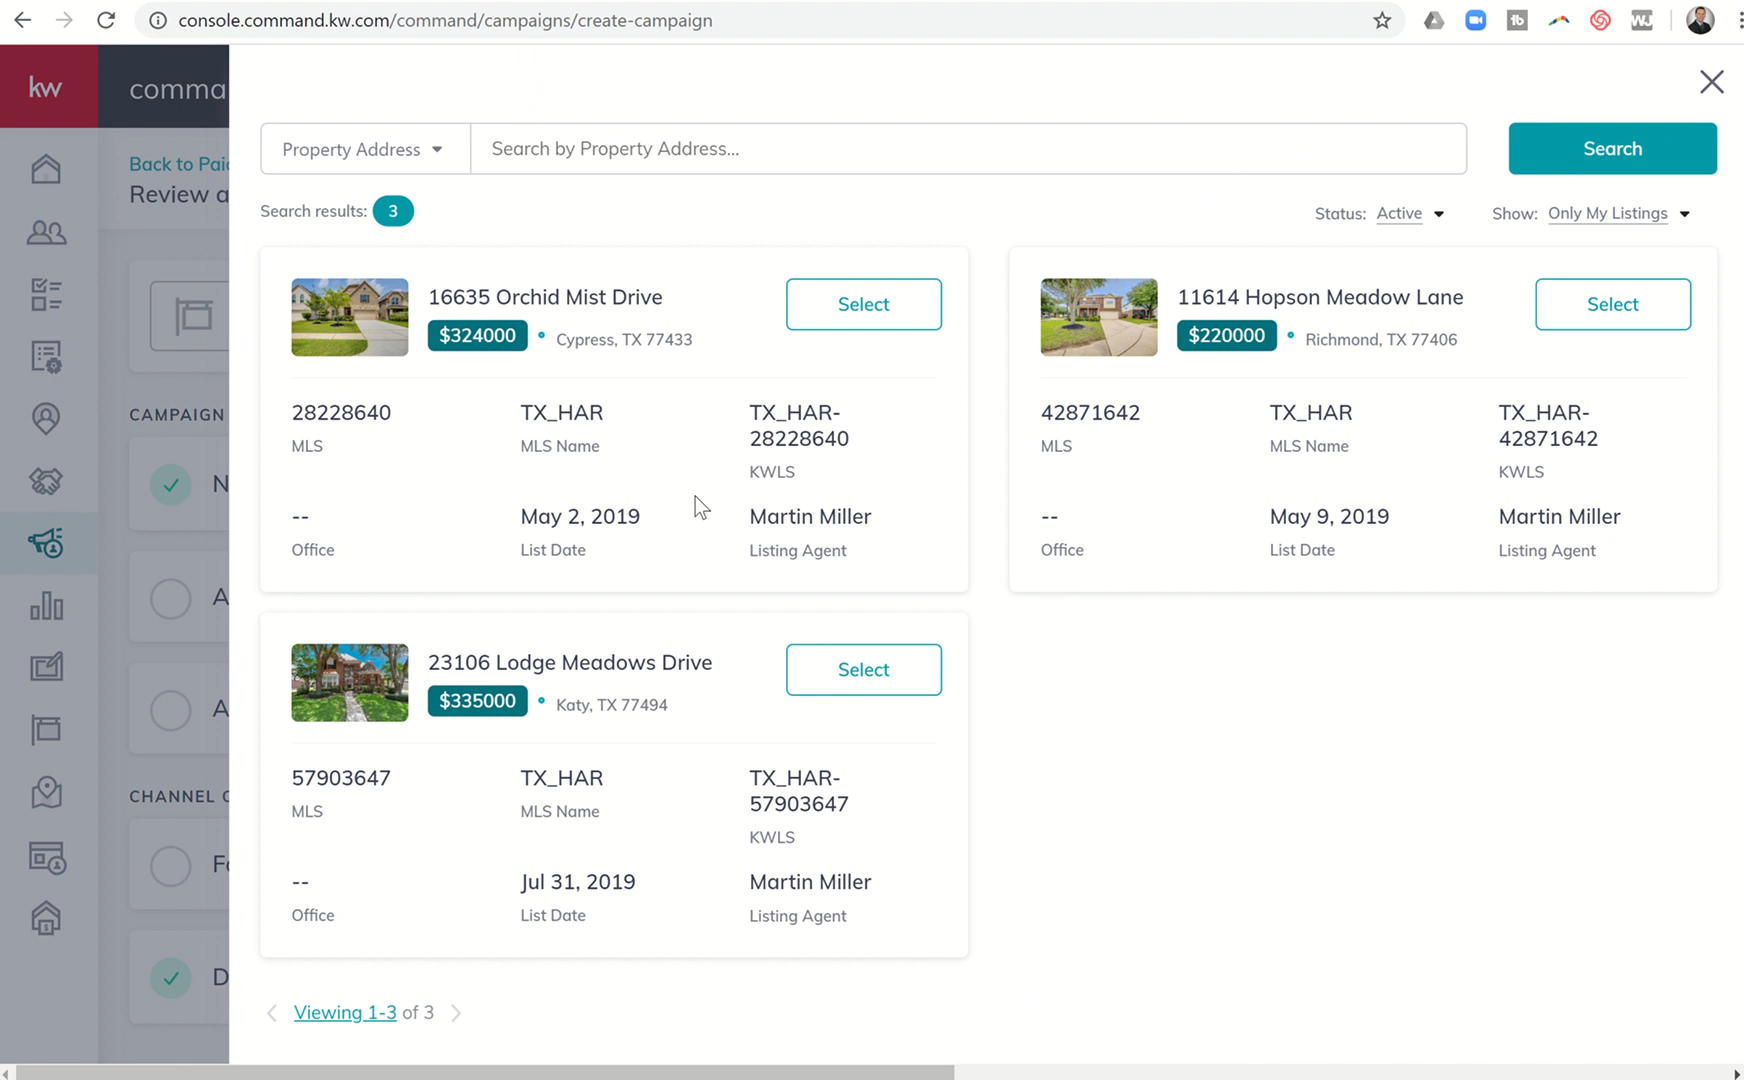 console.command.kw.com/command/campaigns/create-campaign
kw
comma
Back to Paid
Review a
CAMPAIGN
N
A
A
CHANNEL C
Fo
D
Property Address
Search by Property Address...
Search
Search results: 3
Status: Active
Show: Only My Listings
16635 Orchid Mist Drive
$324000 • Cypress, TX 77433
Select
28228640
MLS
TX_HAR
MLS Name
TX_HAR-
28228640
KWLS
--
Office
May 2, 2019
List Date
Martin Miller
Listing Agent
11614 Hopson Meadow Lane
$220000 • Richmond, TX 77406
Select
42871642
MLS
TX_HAR
MLS Name
TX_HAR-
42871642
KWLS
--
Office
May 9, 2019
List Date
Martin Miller
Listing Agent
23106 Lodge Meadows Drive
$335000 • Katy, TX 77494
Select
57903647
MLS
TX_HAR
MLS Name
TX_HAR-
57903647
KWLS
--
Office
Jul 31, 2019
List Date
Martin Miller
Listing Agent
Viewing 1-3 of 3